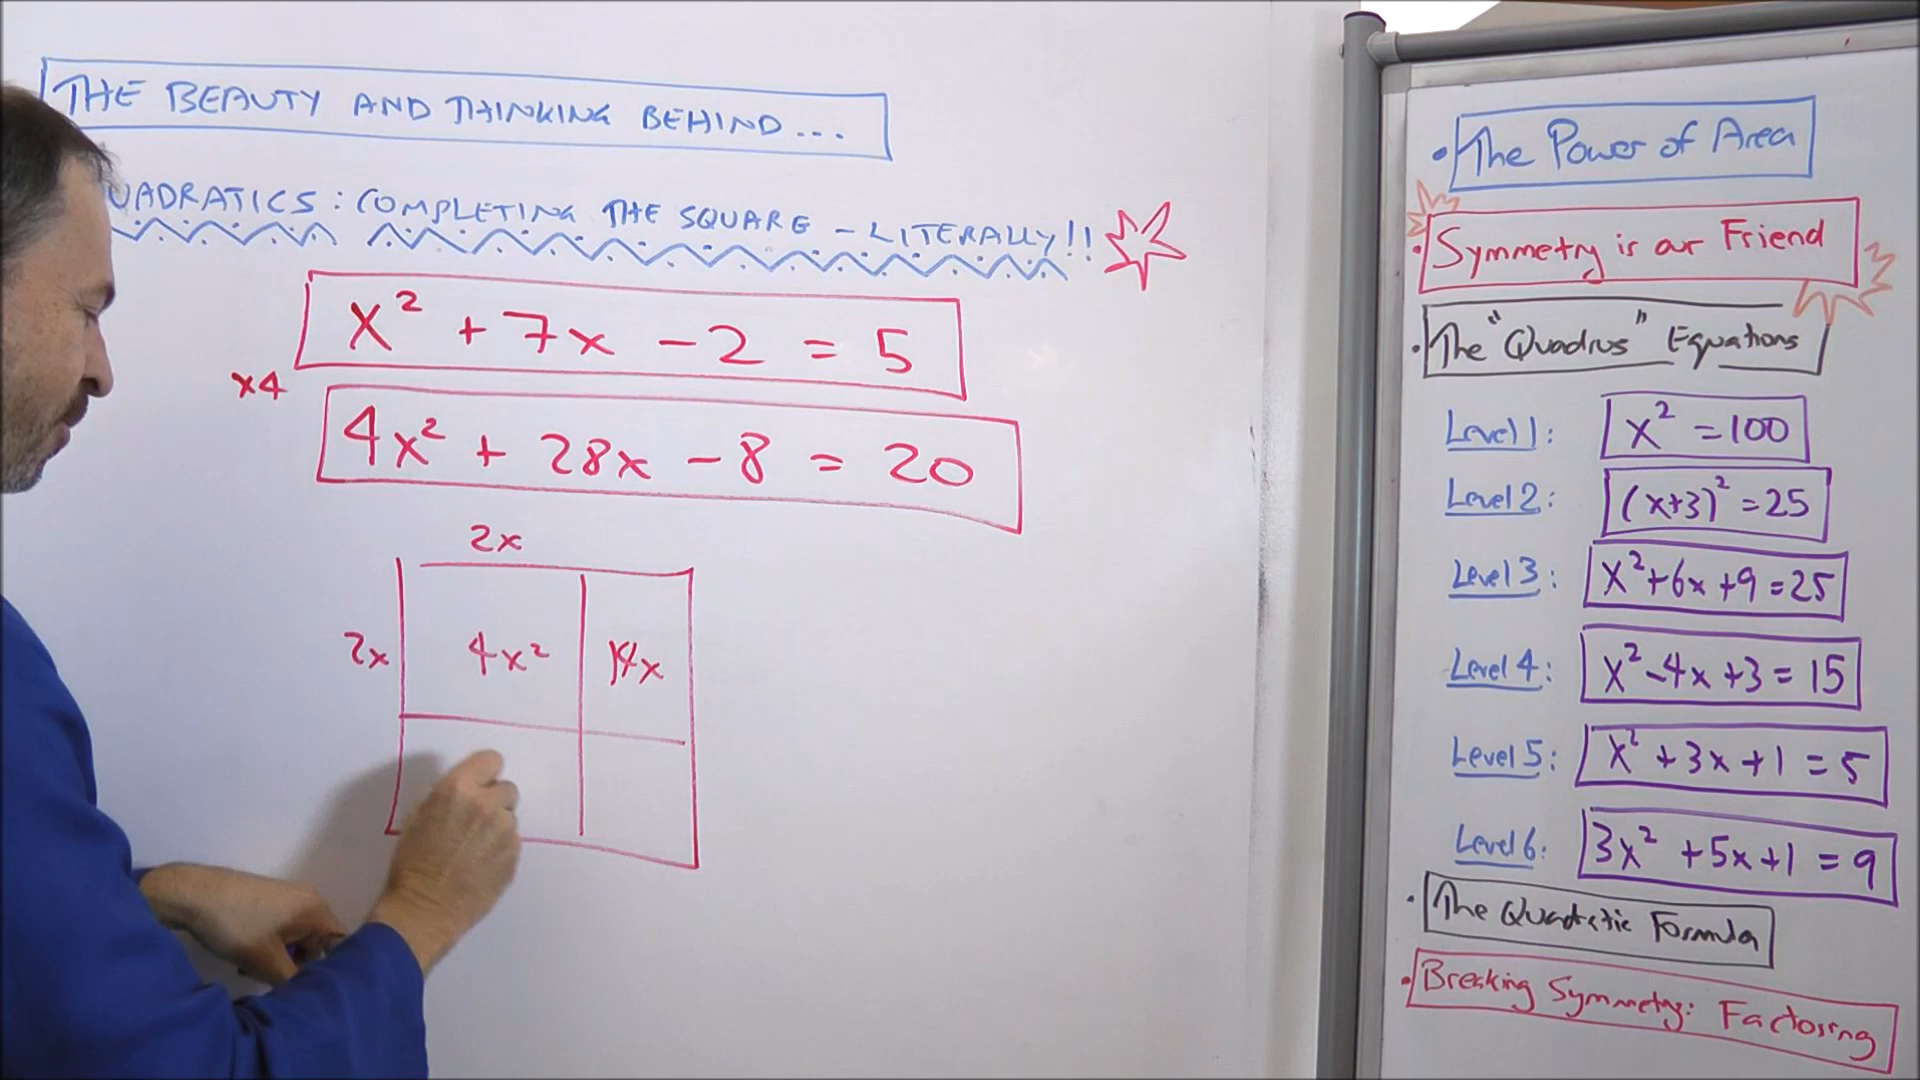 THE BEAUTY AND THINKING BEHIND...
UADRATICS: COMPLETING THE SQUARE - LITERALLY!!
x² + 7x - 2 = 5
x4
4x² + 28x - 8 = 20
2x
2x
4x² 14x
• The Power of Area
• Symmetry is our Friend
• The "Quadrus" Equations
Level 1: x² = 100
Level 2: (x+3)² = 25
Level 3: x²+6x+9=25
Level 4: x²-4x+3=15
Level 5: x²+3x+1=5
Level 6: 3x²+5x+1=9
• The Quadratic Formula
• Breaking Symmetry: Factoring